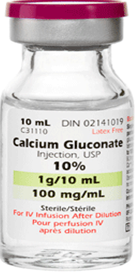 10 mL DIN 02141019
C31110 Latex Free
Calcium Gluconate
Injection, USP
10%
1g/10 mL
100 mg/mL
Sterile/Stérile
For IV Infusion After Dilution
Pour perfusion IV
après dilution